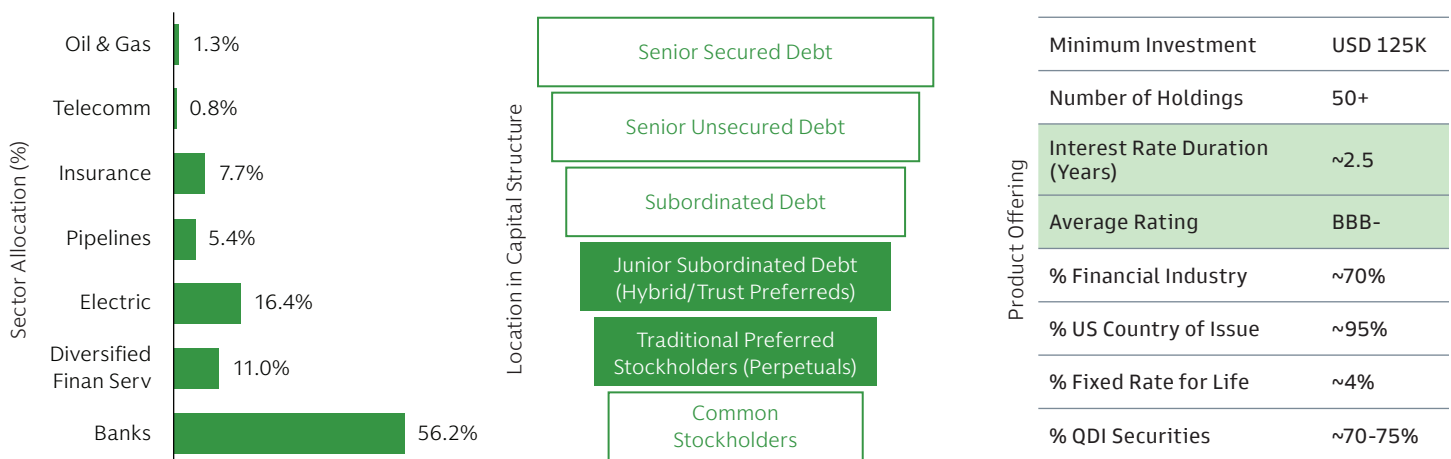 Sector Allocation (%)
Oil & Gas
1.3%
Telecomm
0.8%
Insurance
7.7%
Pipelines
5.4%
Electric
16.4%
Diversified
Finan Serv
11.0%
Banks
56.2%
Location in Capital Structure
Senior Secured Debt
Senior Unsecured Debt
Subordinated Debt
Junior Subordinated Debt
(Hybrid/Trust Preferreds)
Traditional Preferred
Stockholders (Perpetuals)
Common
Stockholders
Product Offering
Minimum Investment USD 125K
Number of Holdings 50+
Interest Rate Duration
(Years) ~2.5
Average Rating BBB-
% Financial Industry ~70%
% US Country of Issue ~95%
% Fixed Rate for Life ~4%
% QDI Securities ~70-75%